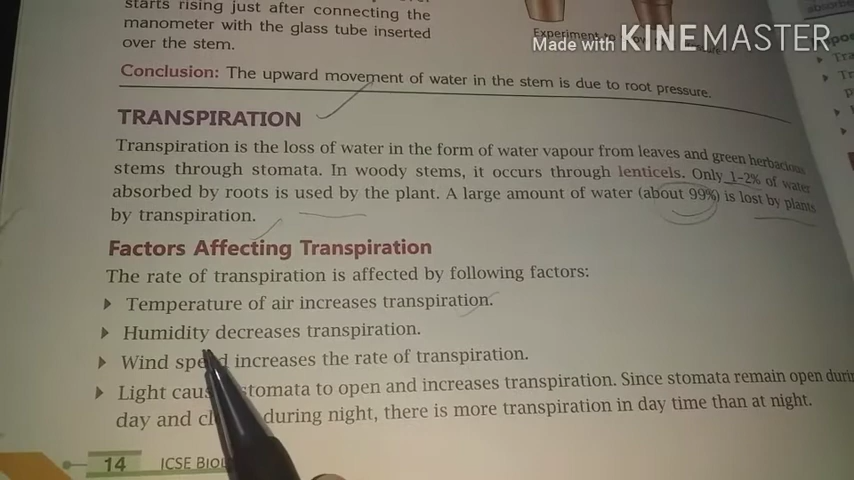 starts rising just after connecting the
manometer with the glass tube inserted
over the stem.
Experiment to
Made with KINEMASTER
Conclusion: The upward movement of water in the stem is due to root pressure.
TRANSPIRATION
Transpiration is the loss of water in the form of water vapour from leaves and green herbacious
stems through stomata. In woody stems, it occurs through lenticels. Only 1-2% of water
absorbed by roots is used by the plant. A large amount of water (about 99%) is lost by plants
by transpiration.
Factors Affecting Transpiration
The rate of transpiration is affected by following factors:
Temperature of air increases transpiration.
Humidity decreases transpiration.
Wind speed increases the rate of transpiration.
Light stomata to open and increases transpiration. Since stomata remain open
day and during night, there is more transpiration in day time than at night.
14 ICSE